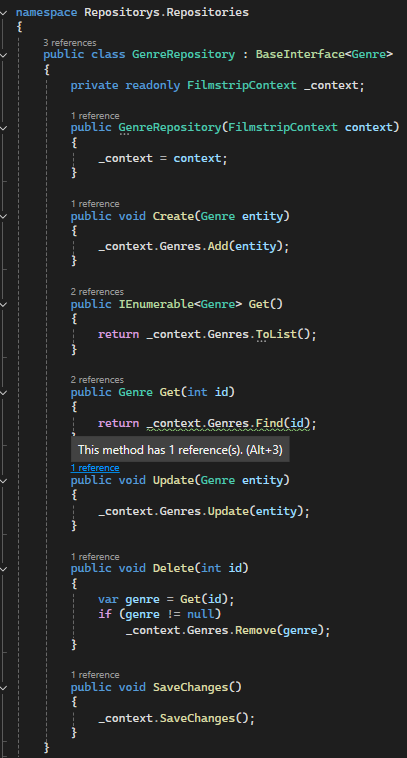 namespace Repositorys.Repositories
{
3 references
public class GenreRepository : BaseInterface<Genre>
{
private readonly FilmstripContext _context;
1 reference
public GenreRepository(FilmstripContext context)
{
_context = context;
}
1 reference
public void Create(Genre entity)
{
_context.Genres.Add(entity);
}
2 references
public IEnumerable<Genre> Get()
{
return _context.Genres.ToList();
}
2 references
public Genre Get(int id)
{
return _context.Genres.Find(id);
This method has 1 reference(s). (Alt+3)
1 reference
public void Update(Genre entity)
{
_context.Genres.Update(entity);
}
1 reference
public void Delete(int id)
{
var genre = Get(id);
if (genre != null)
_context.Genres.Remove(genre);
}
1 reference
public void SaveChanges()
{
_context.SaveChanges();
}
}